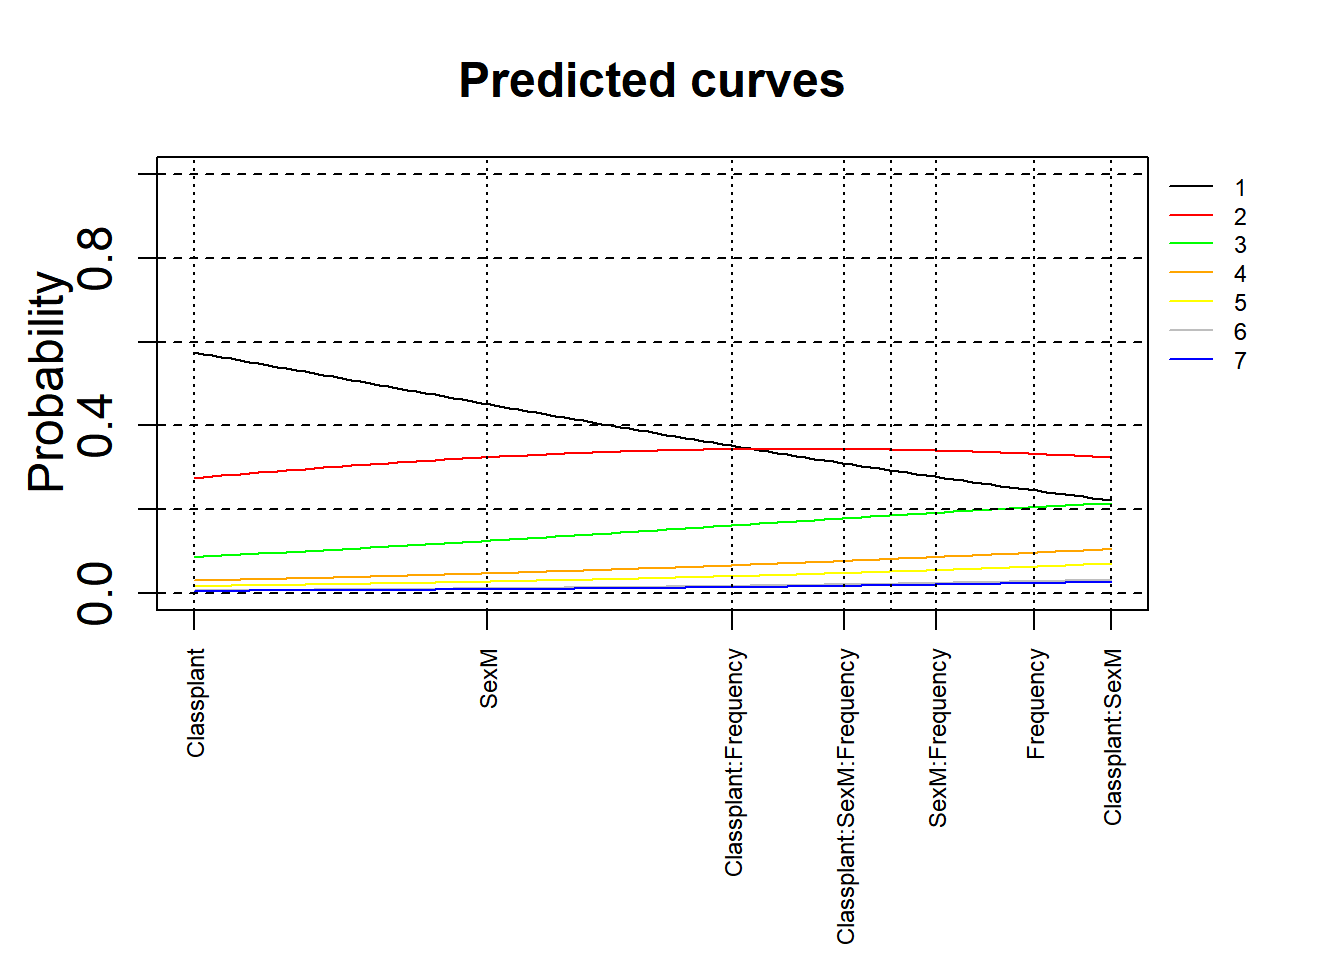 Predicted curves
Probability
0.0
0.4
0.8
1
2
3
4
5
6
7
Classplant
SexM
Classplant:Frequency
Classplant:SexM:Frequency
SexM:Frequency
Frequency
Classplant:SexM